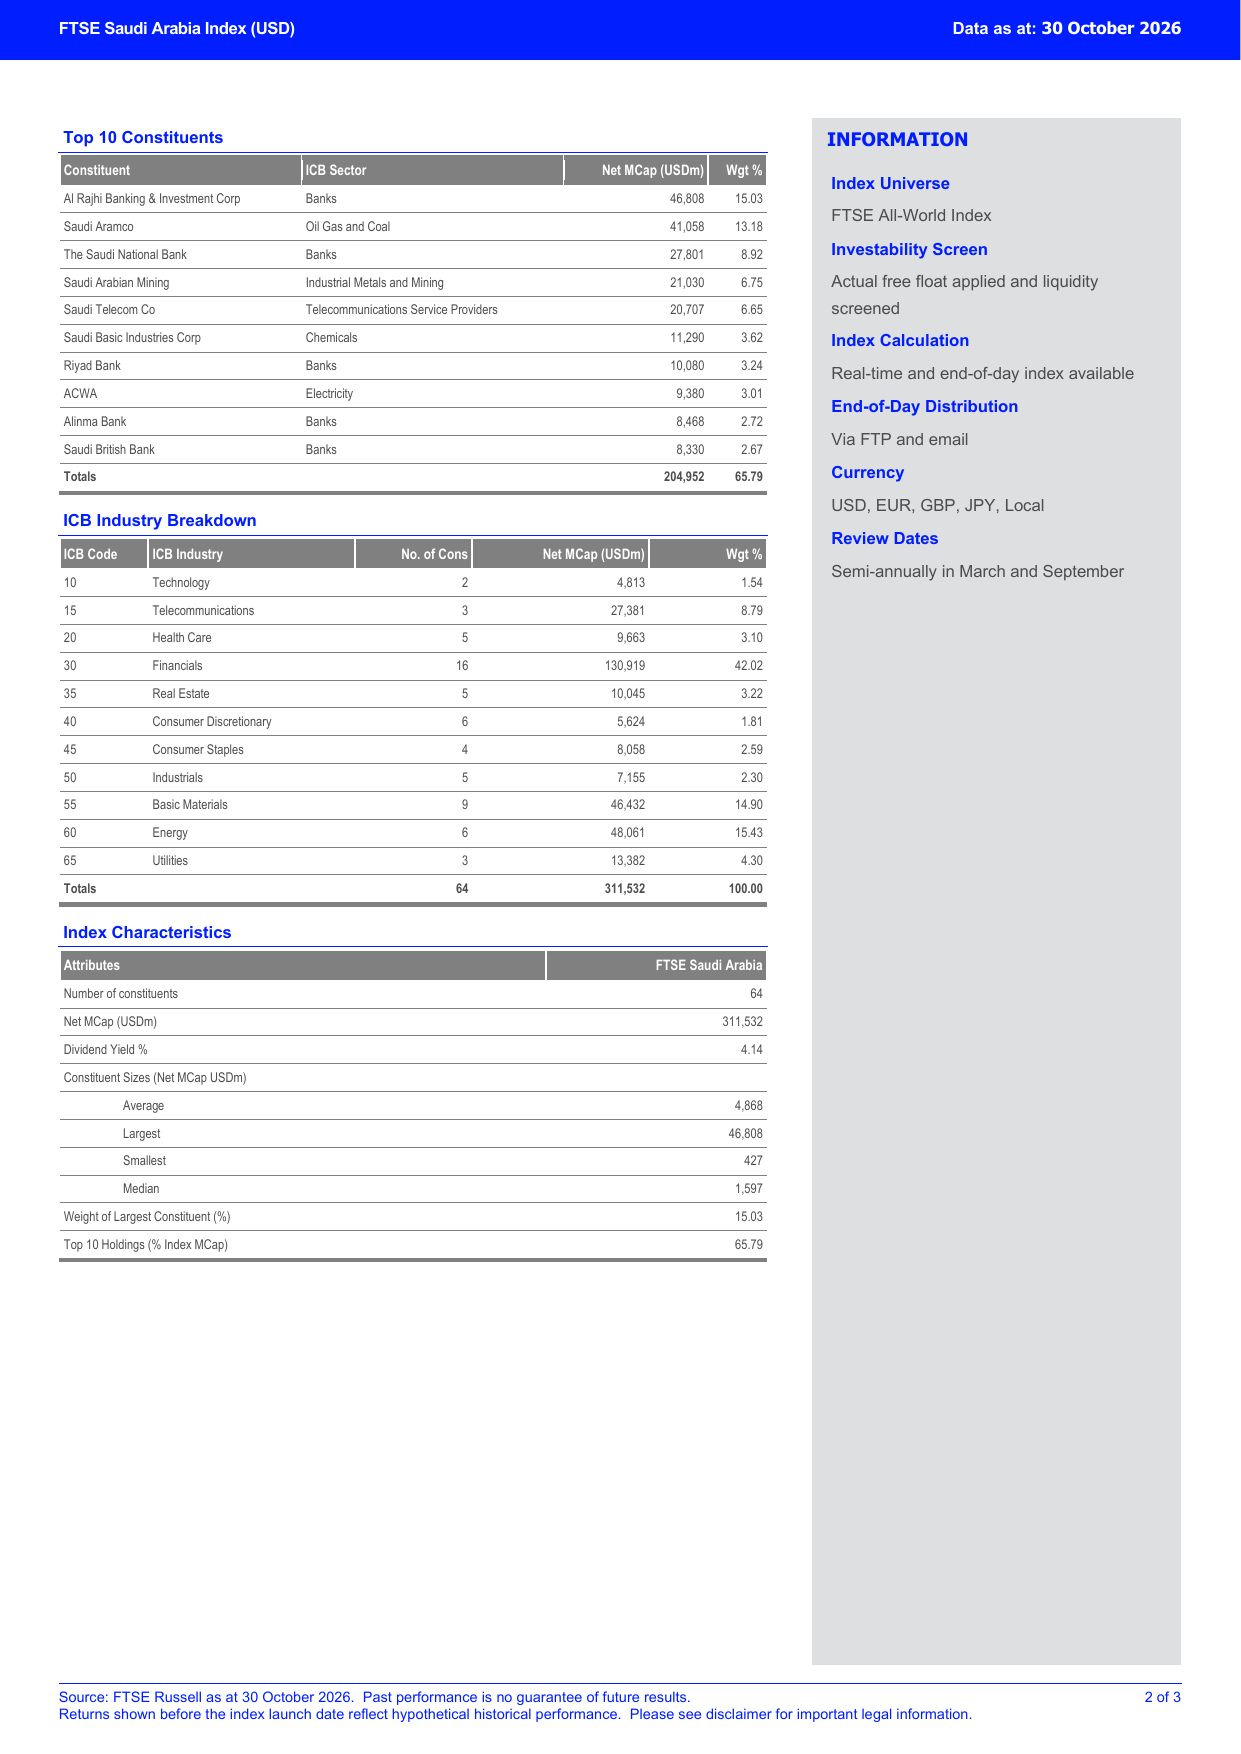 FTSE Saudi Arabia Index (USD) Data as at: 30 October 2026
Top 10 Constituents
Constituent ICB Sector Net MCap (USDm) Wgt %
Al Rajhi Banking & Investment Corp Banks 46,808 15.03
Saudi Aramco Oil Gas and Coal 41,058 13.18
The Saudi National Bank Banks 27,801 8.92
Saudi Arabian Mining Industrial Metals and Mining 21,030 6.75
Saudi Telecom Co Telecommunications Service Providers 20,707 6.65
Saudi Basic Industries Corp Chemicals 11,290 3.62
Riyad Bank Banks 10,080 3.24
ACWA Electricity 9,380 3.01
Alinma Bank Banks 8,468 2.72
Saudi British Bank Banks 8,330 2.67
Totals 204,952 65.79
ICB Industry Breakdown
ICB Code ICB Industry No. of Cons Net MCap (USDm) Wgt %
10 Technology 2 4,813 1.54
15 Telecommunications 3 27,381 8.79
20 Health Care 5 9,663 3.10
30 Financials 16 130,919 42.02
35 Real Estate 5 10,045 3.22
40 Consumer Discretionary 6 5,624 1.81
45 Consumer Staples 4 8,058 2.59
50 Industrials 5 7,155 2.30
55 Basic Materials 9 46,432 14.90
60 Energy 6 48,061 15.43
65 Utilities 3 13,382 4.30
Totals 64 311,532 100.00
Index Characteristics
Attributes FTSE Saudi Arabia
Number of constituents 64
Net MCap (USDm) 311,532
Dividend Yield % 4.14
Constituent Sizes (Net MCap USDm)
Average 4,868
Largest 46,808
Smallest 427
Median 1,597
Weight of Largest Constituent (%) 15.03
Top 10 Holdings (% Index MCap) 65.79
INFORMATION
Index Universe
FTSE All-World Index
Investability Screen
Actual free float applied and liquidity
screened
Index Calculation
Real-time and end-of-day index available
End-of-Day Distribution
Via FTP and email
Currency
USD, EUR, GBP, JPY, Local
Review Dates
Semi-annually in March and September
Source: FTSE Russell as at 30 October 2026. Past performance is no guarantee of future results. 2 of 3
Returns shown before the index launch date reflect hypothetical historical performance. Please see disclaimer for important legal information.